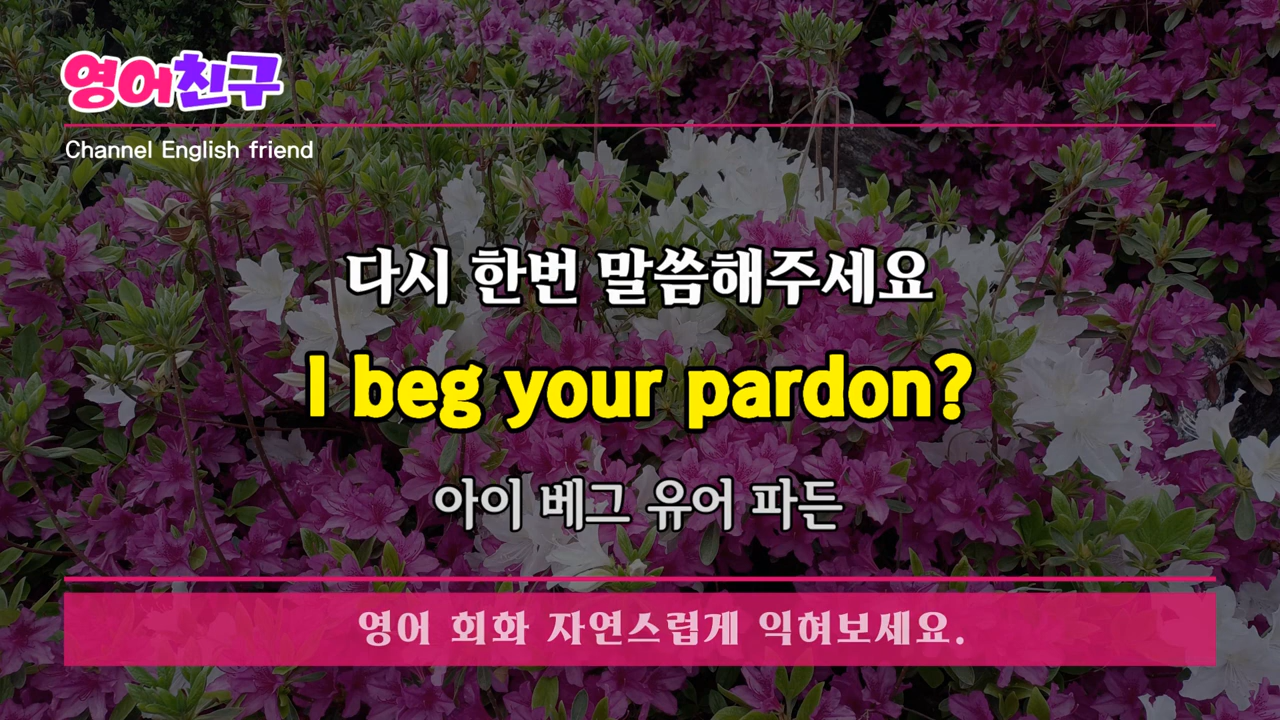 영어친구
Channel English friend
다시 한번 말씀해주세요
I beg your pardon?
아이 베그 유어 파든
영어 회화 자연스럽게 익혀보세요.